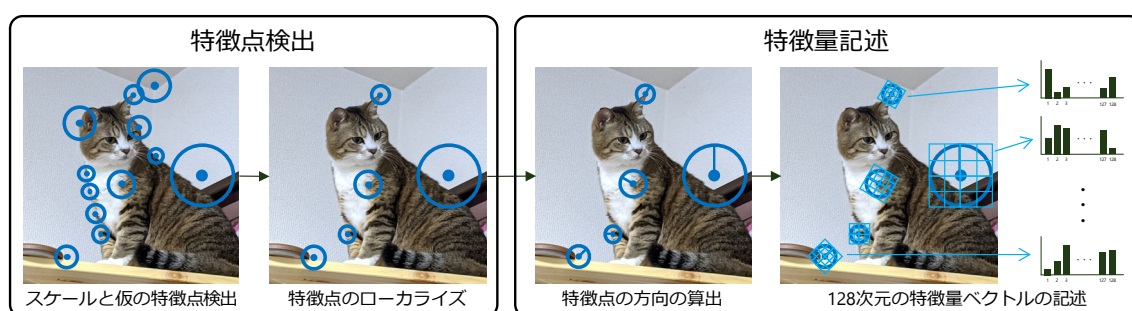 特徴点検出
スケールと仮の特徴点検出
特徴点のローカライズ
特徴量記述
特徴点の方向の算出
128次元の特徴量ベクトルの記述
1 2 3 ・・・ 127 128
1 2 3 ・・・ 127 128
1 2 3 ・・・ 127 128